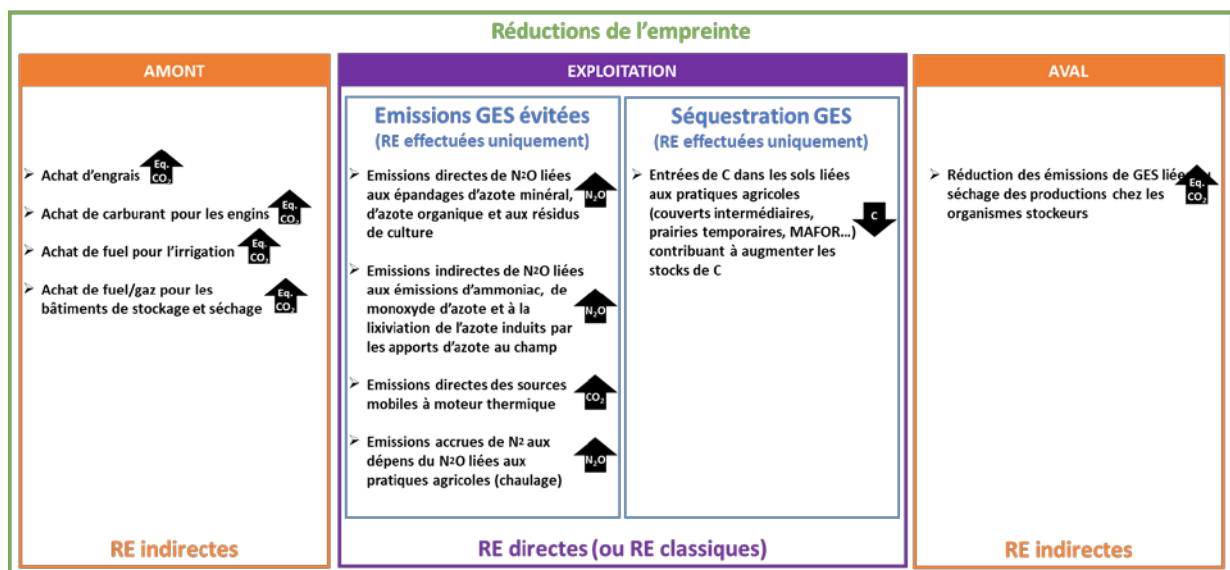 Réductions de l'empreinte
AMONT
Achat d'engrais
Eq.
CO₂
Achat de carburant pour les engins
Eq.
CO₂
Achat de fuel pour l'irrigation
Eq.
CO₂
Achat de fuel/gaz pour les
bâtiments de stockage et séchage
Eq.
CO₂
RE indirectes
EXPLOITATION
Emissions GES évitées
(RE effectuées uniquement)
Emissions directes de N2O liées
aux épandages d'azote minéral,
d'azote organique et aux résidus
de culture
N₂O
Emissions indirectes de N2O liées
aux émissions d'ammoniac, de
monoxyde d'azote et à la
lixiviation de l'azote induits par
les apports d'azote au champ
N₂O
Emissions directes des sources
mobiles à moteur thermique
CO₂
Emissions accrues de N2 aux
dépens du N2O liées aux
pratiques agricoles (chaulage)
N₂O
Séquestration GES
(RE effectuées uniquement)
Entrées de C dans les sols liées
aux pratiques agricoles
(couverts intermédiaires,
prairies temporaires, MAFOR...)
contribuant à augmenter les
stocks de C
C
RE directes (ou RE classiques)
AVAL
Réduction des émissions de GES liée
séchage des productions chez les
organismes stockeurs
Eq.
CO₂
RE indirectes